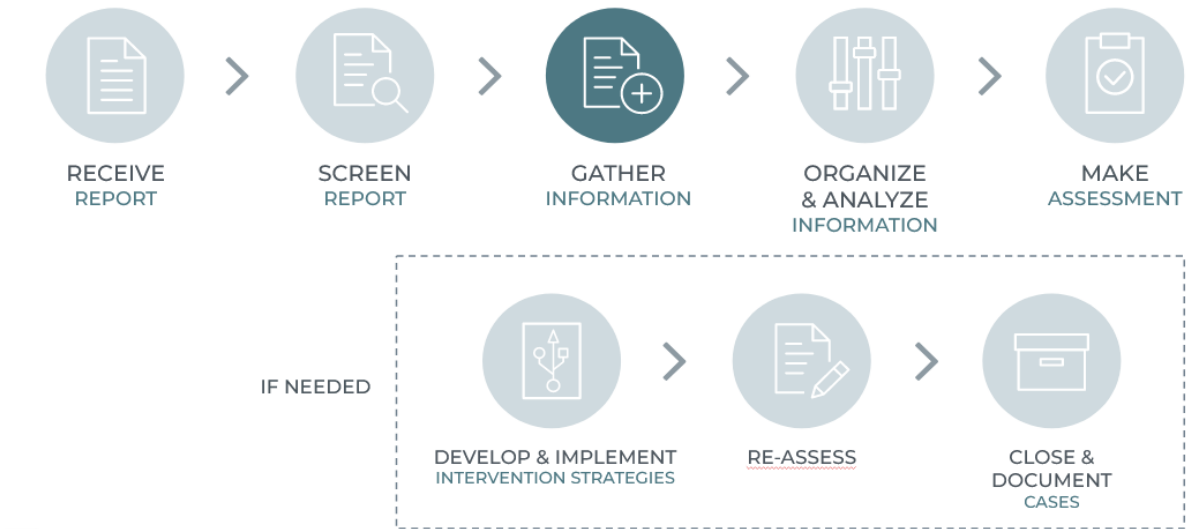 RECEIVE
REPORT
SCREEN
REPORT
GATHER
INFORMATION
ORGANIZE
& ANALYZE
INFORMATION
MAKE
ASSESSMENT
IF NEEDED
DEVELOP & IMPLEMENT
INTERVENTION STRATEGIES
RE-ASSESS
CLOSE &
DOCUMENT
CASES